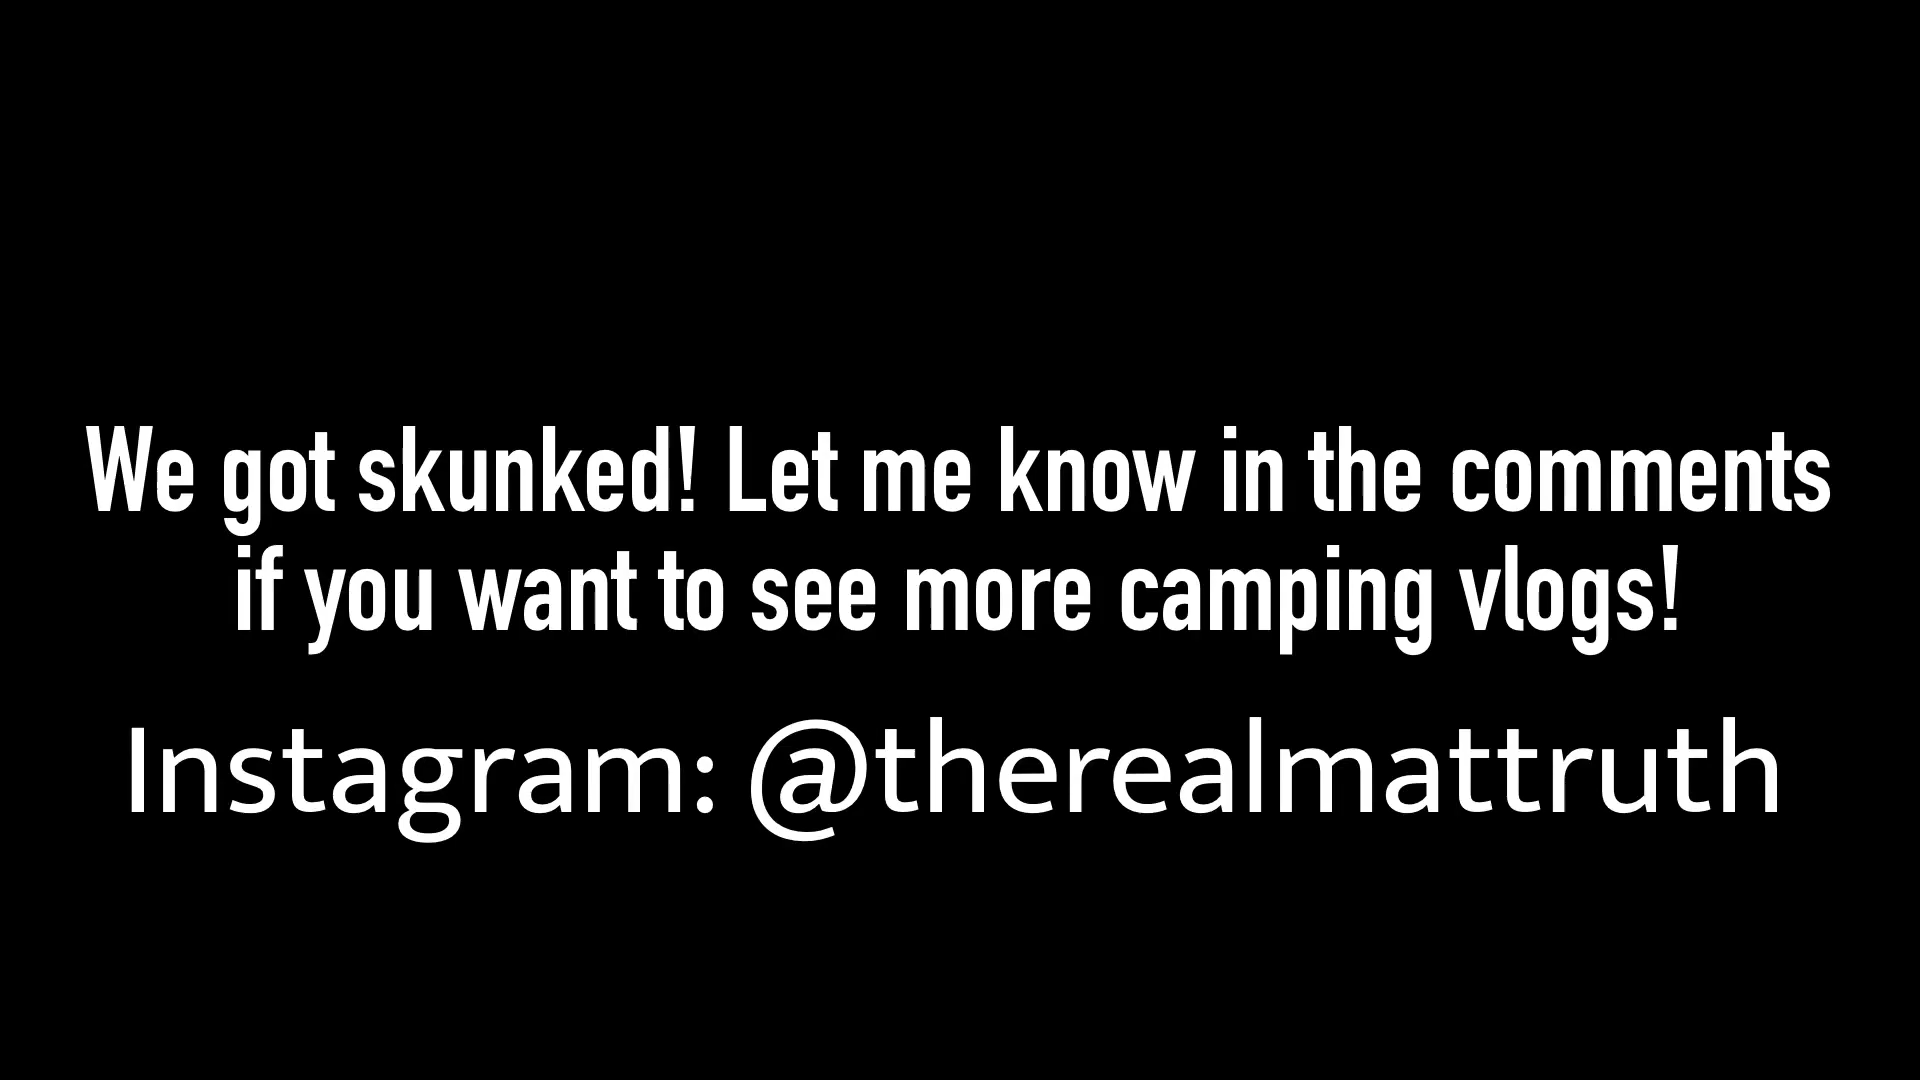 We got skunked! Let me know in the comments
if you want to see more camping vlogs!
Instagram: @therealmattruth